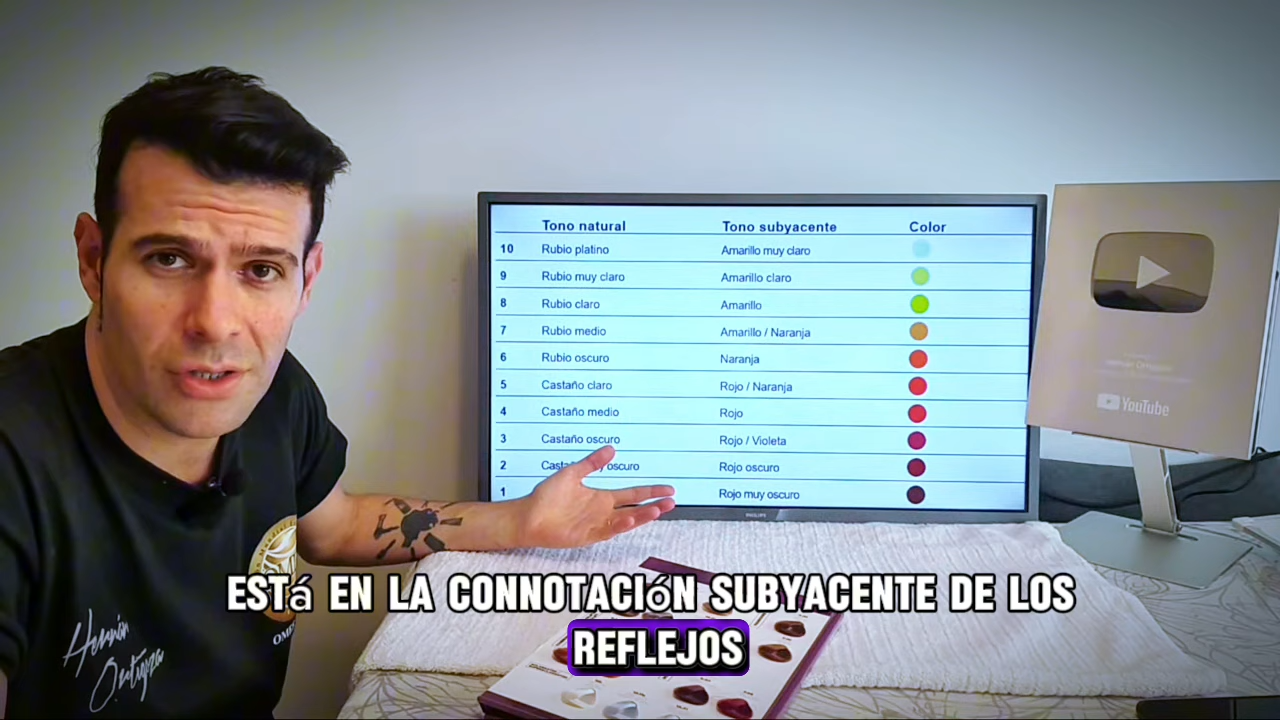 Tono natural Tono subyacente Color
10 Rubio platino Amarillo muy claro
9 Rubio muy claro Amarillo claro
8 Rubio claro Amarillo
7 Rubio medio Amarillo / Naranja
6 Rubio oscuro Naranja
5 Castaño claro Rojo / Naranja
4 Castaño medio Rojo
3 Castaño oscuro Rojo / Violeta
2 oscuro Rojo oscuro
1 Rojo muy oscuro
PHILIPS
YouTube
Hernán
Ortigoza
ESTá EN LA CONNOTACIóN SUBYACENTE DE LOS
REFLEJOS